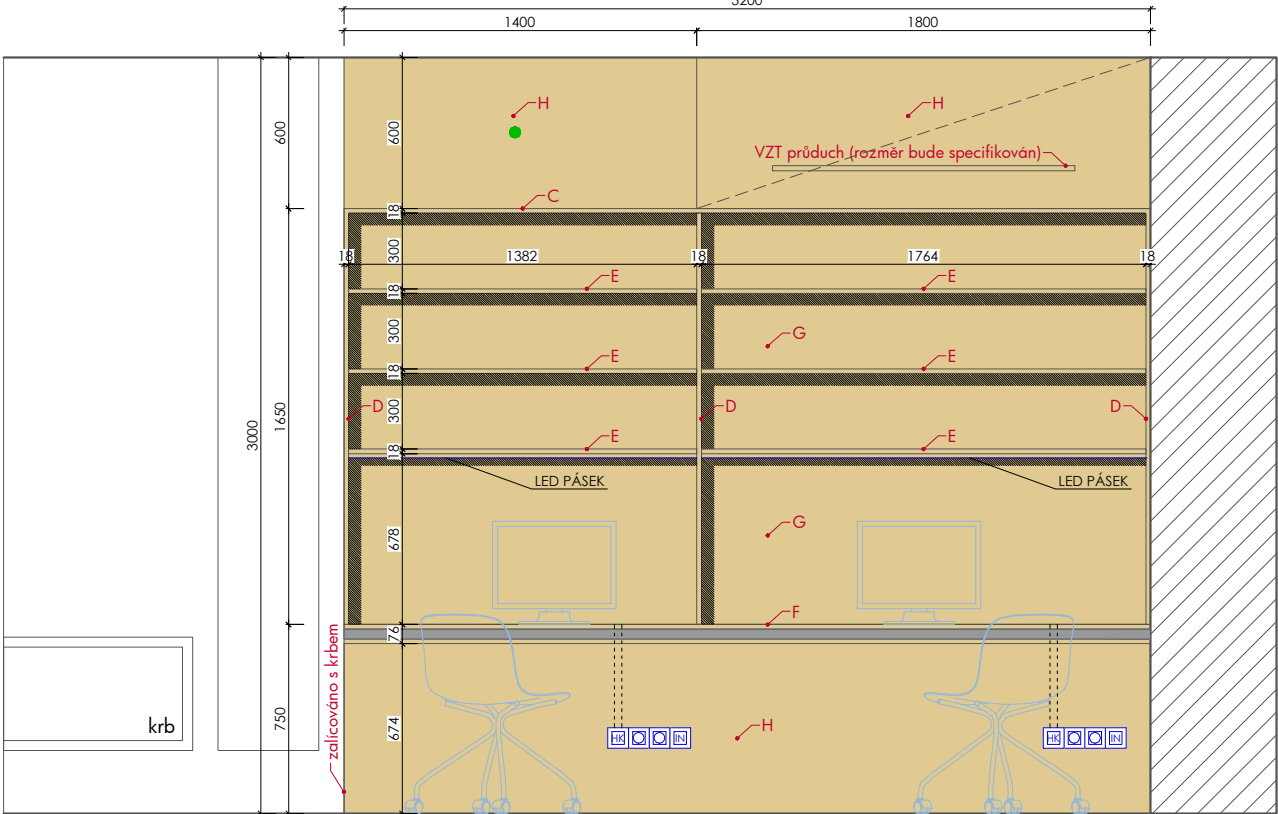 3200
1400
1800
H
H
600
600
VZT průduch (rozměr bude specifikován)
C
18
300
18
1382
18
1764
18
E
E
18
300
G
18
E
E
3000
1650
300
D
D
D
18
E
E
LED PÁSEK
LED PÁSEK
678
G
F
76
zalícováno s krbem
750
674
krb
H
HK
IN
HK
IN